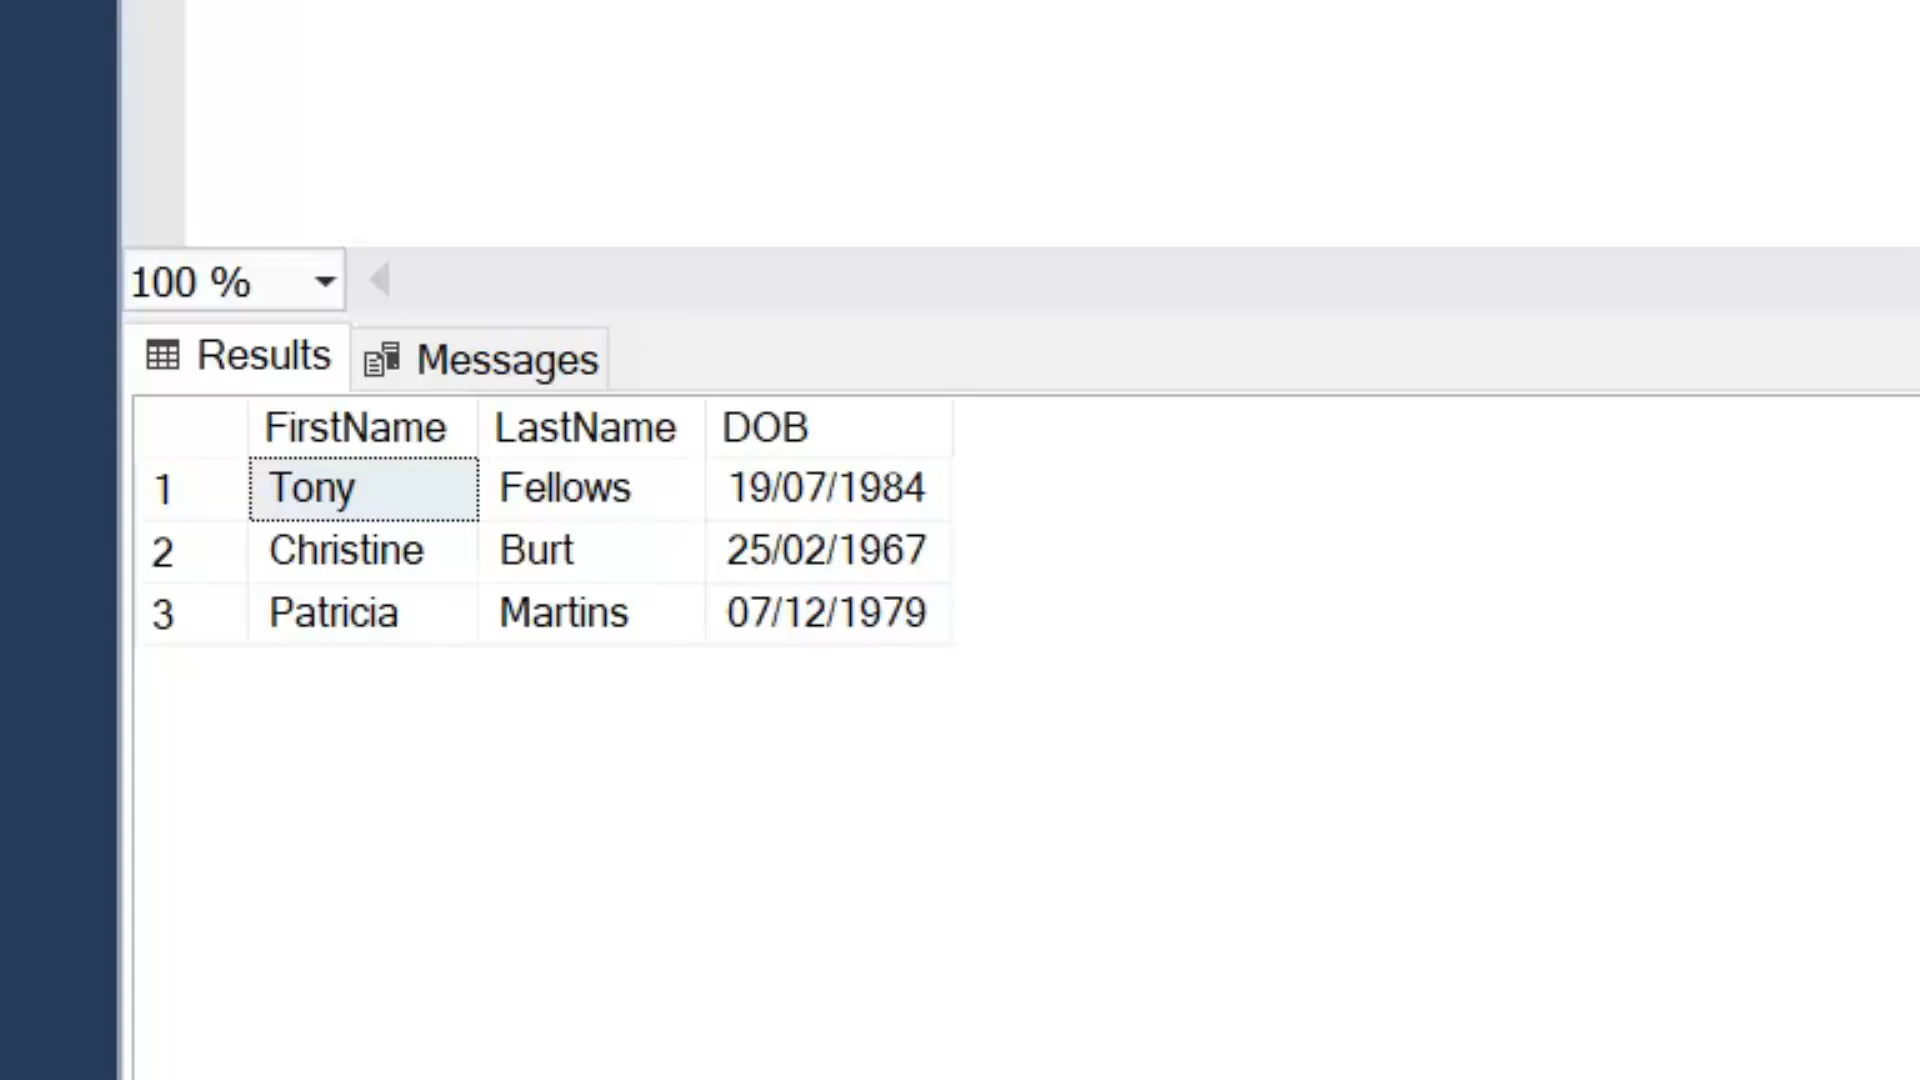 100 %
Results Messages
FirstName LastName DOB
1 Tony Fellows 19/07/1984
2 Christine Burt 25/02/1967
3 Patricia Martins 07/12/1979